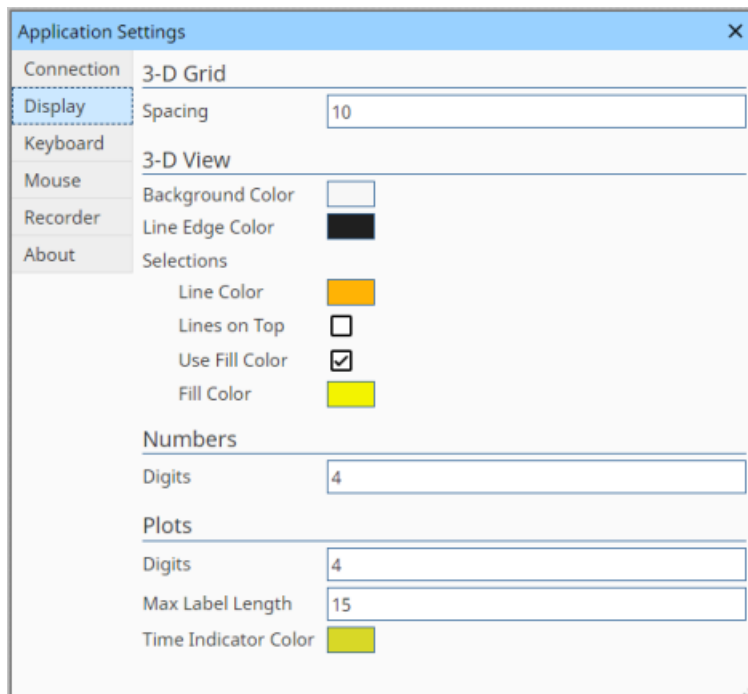 Application Settings
Connection
Display
Keyboard
Mouse
Recorder
About
3-D Grid
Spacing 10
3-D View
Background Color
Line Edge Color
Selections
Line Color
Lines on Top
Use Fill Color
Fill Color
Numbers
Digits 4
Plots
Digits 4
Max Label Length 15
Time Indicator Color